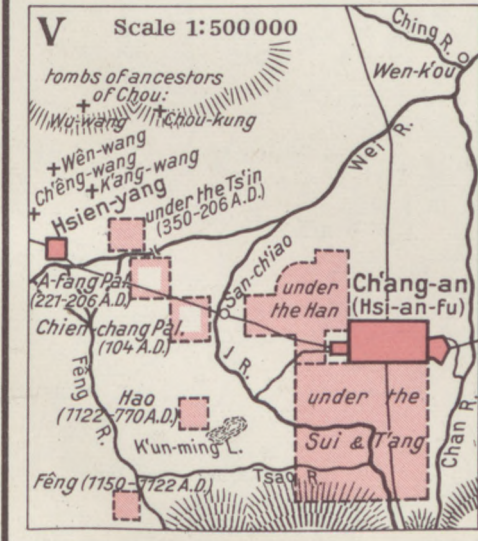 V
Scale 1:500 000
Ching R.
Wen-k'ou
tombs of ancestors
of Chou:
Wu-wang
Chou-kung
Wên-wang
Ch'êng-wang
K'ang-wang
Wei R.
Hsien-yang
under the Ts'in
(350-206 A.D.)
A-fang Pal.
(221-206 A.D.)
San-ch'iao
under
the Han
Ch'ang-an
(Hsi-an-fu)
Chien-chang Pal.
(104 A.D.)
J R.
Fêng R.
Hao
(1122-770 A.D.)
K'un-ming L.
under the
Sui & T'ang
Chan R.
Tsao R.
Fêng (1150-1122 A.D.)